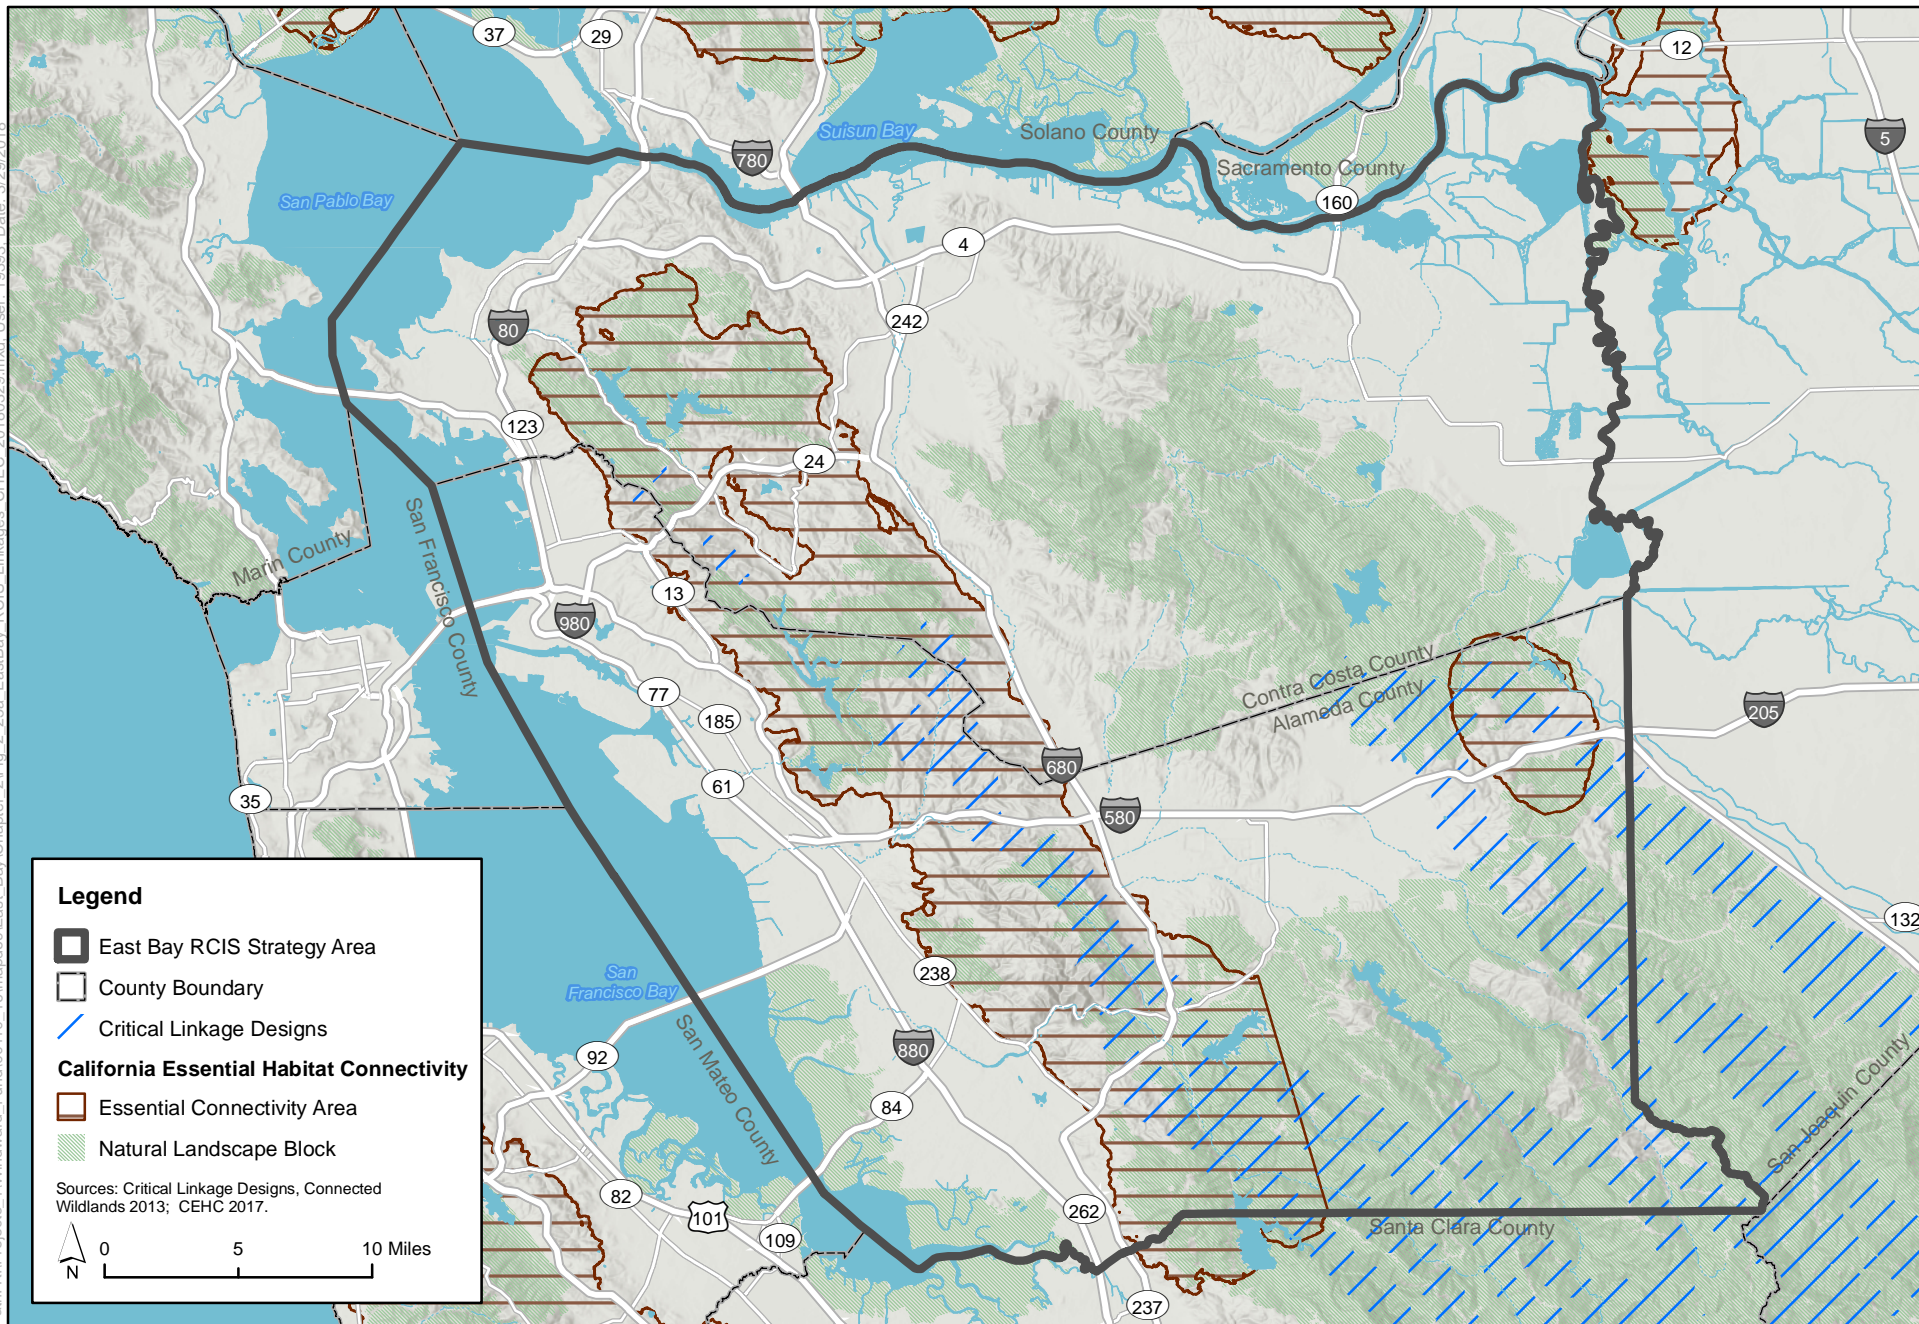 37
29
12
5
780
Suisun Bay
Solano County
Sacramento County
160
San Pablo Bay
4
80
242
123
24
Marin County
San Francisco County
13
980
Contra Costa County
Alameda County
77
185
205
680
61
35
580
132
238
San
Francisco Bay
880
92
San Mateo County
84
San Joaquin County
82
101
109
262
Santa Clara County
237
Legend
East Bay RCIS Strategy Area
County Boundary
Critical Linkage Designs
California Essential Habitat Connectivity
Essential Connectivity Area
Natural Landscape Block
Sources: Critical Linkage Designs, Connected
Wildlands 2013; CEHC 2017.
0 5 10 Miles
N